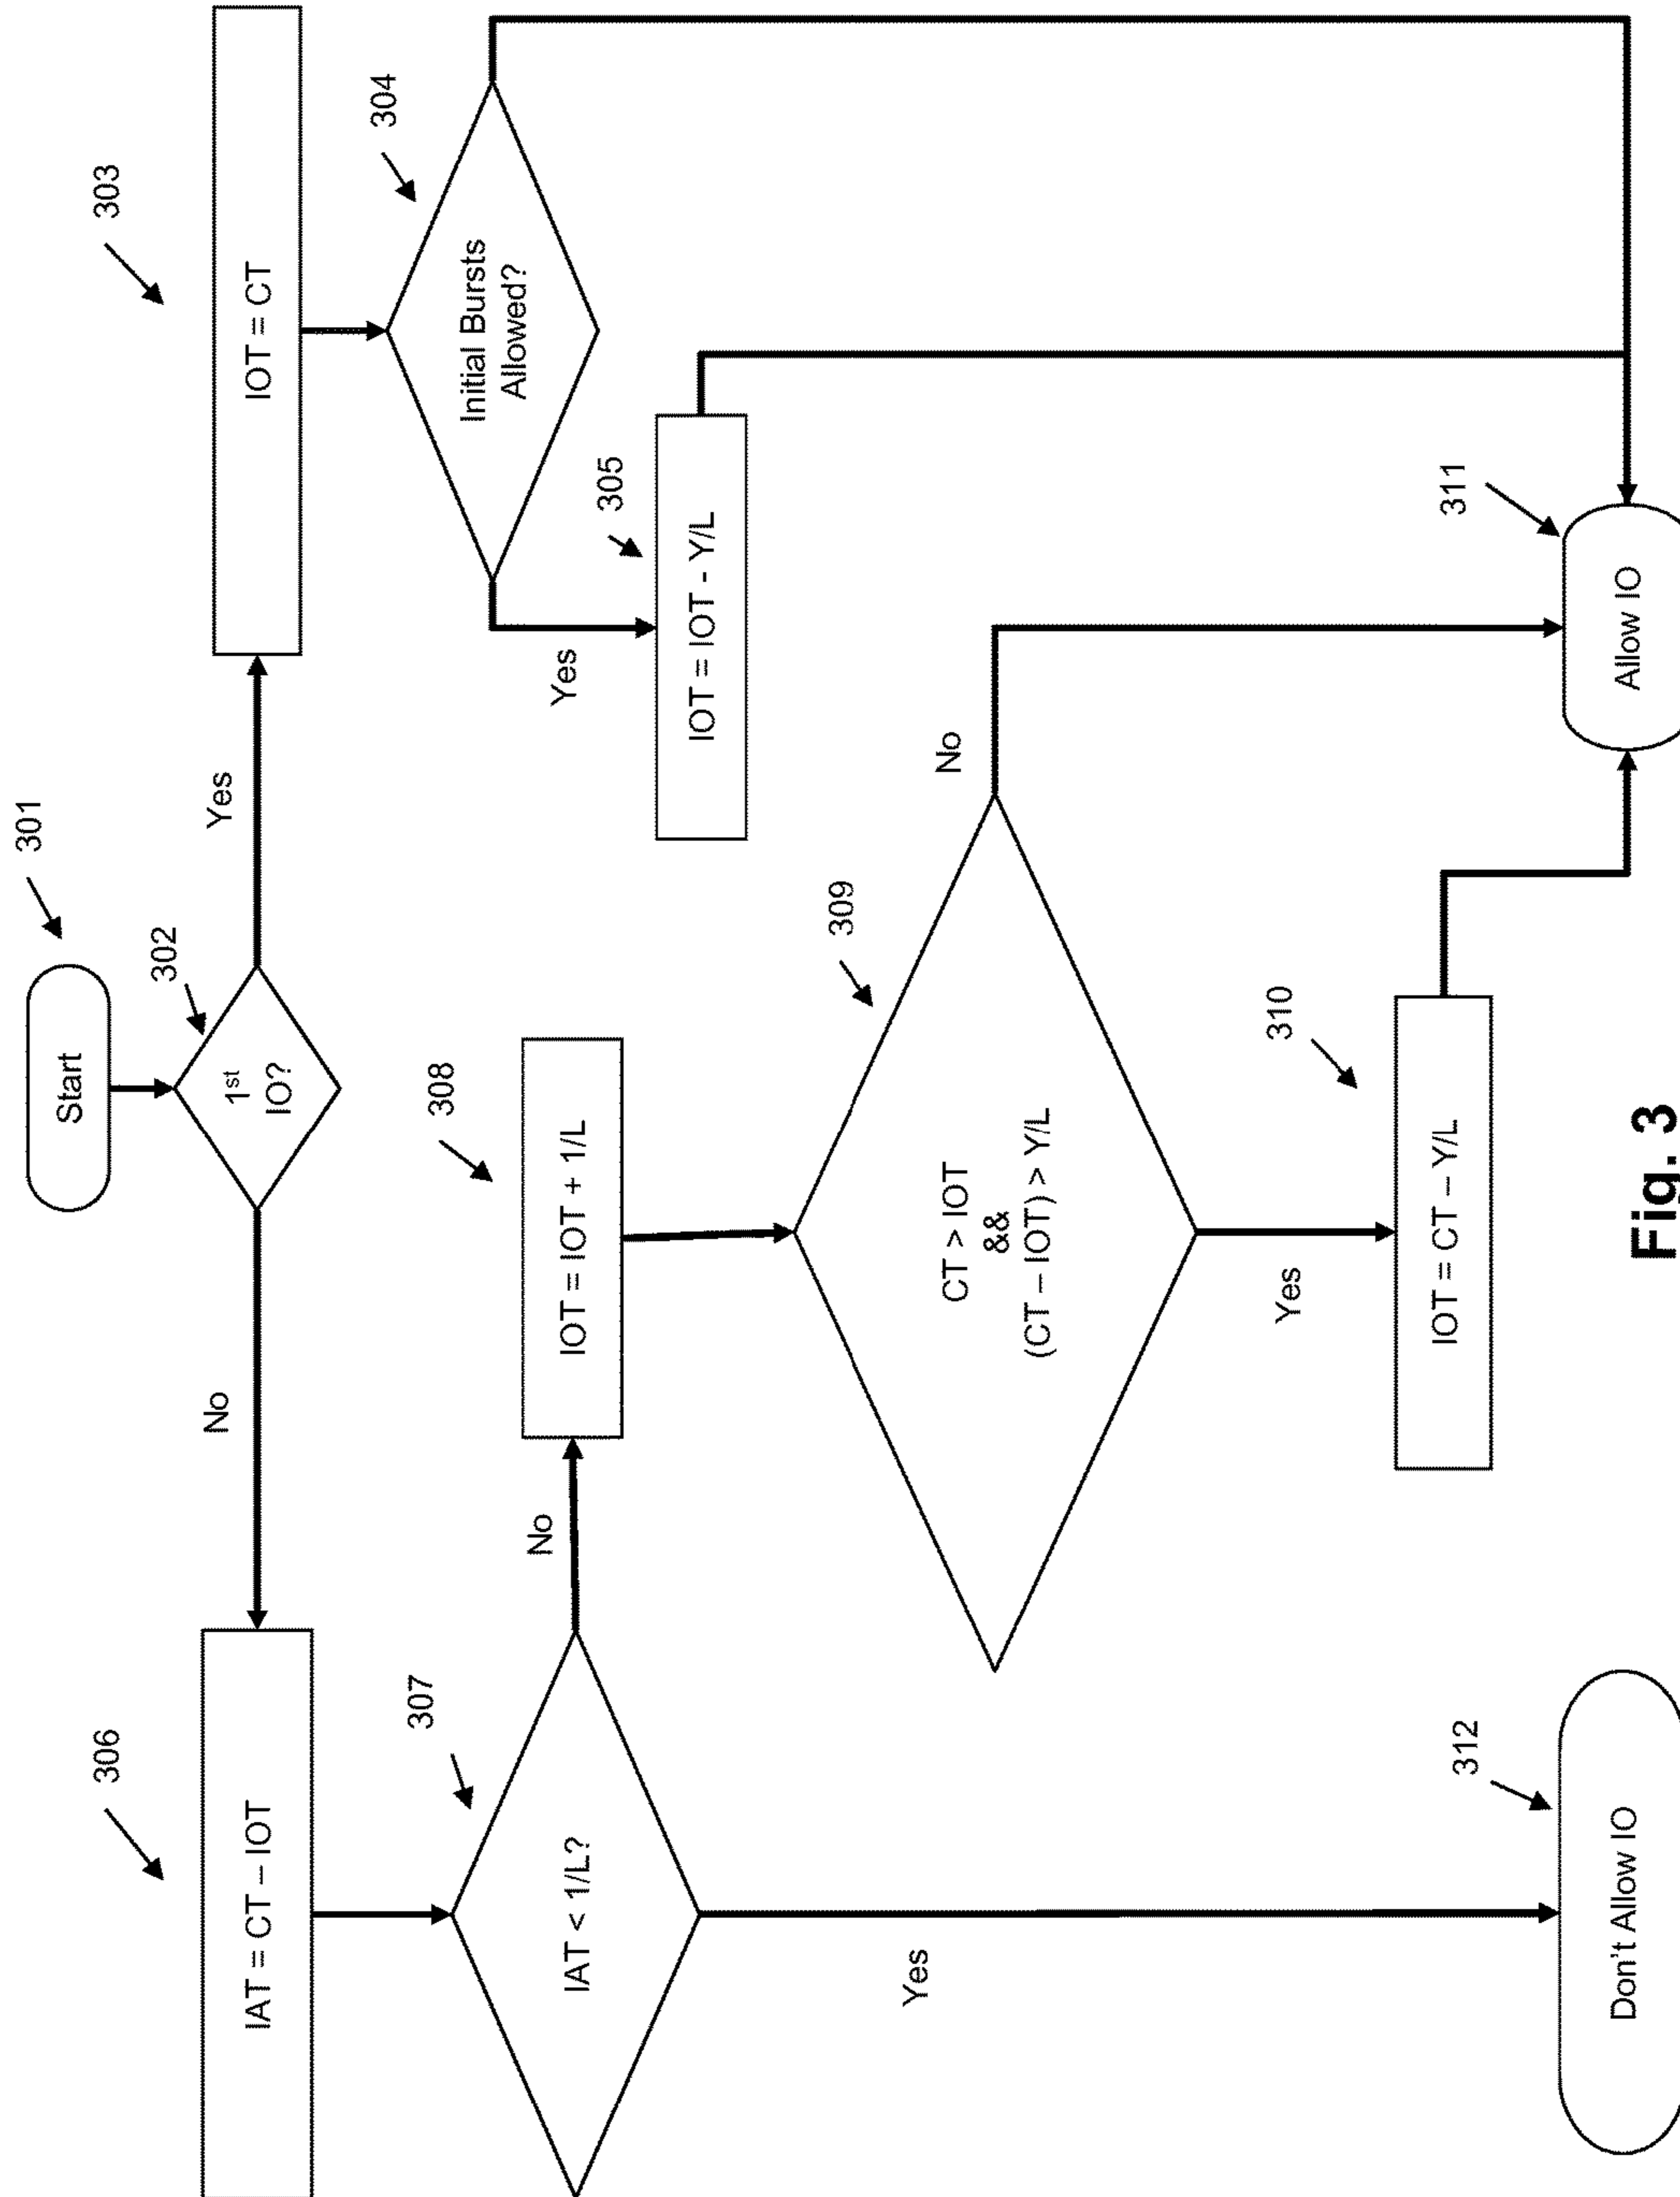 301
Start
302
1st
IO?
Yes
No
303
IOT = CT
304
Initial Bursts
Allowed?
Yes
305
IOT = IOT - Y/L
306
IAT = CT – IOT
307
IAT < 1/L?
No
Yes
308
IOT = IOT + 1/L
309
CT > IOT
&&
(CT – IOT) > Y/L
No
Yes
310
IOT = CT – Y/L
311
Allow IO
312
Don't Allow IO
Fig. 3